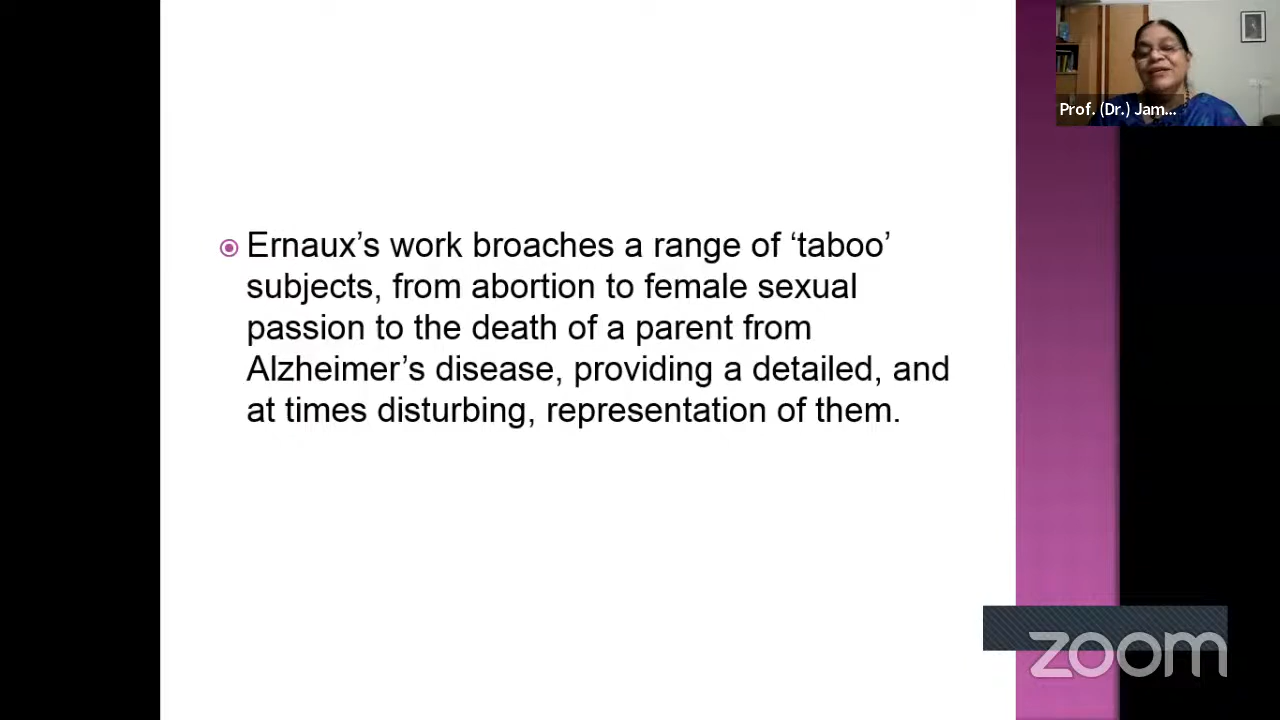 Prof. (Dr.) Jam...
Ernaux’s work broaches a range of ‘taboo’
subjects, from abortion to female sexual
passion to the death of a parent from
Alzheimer’s disease, providing a detailed, and
at times disturbing, representation of them.
zoom